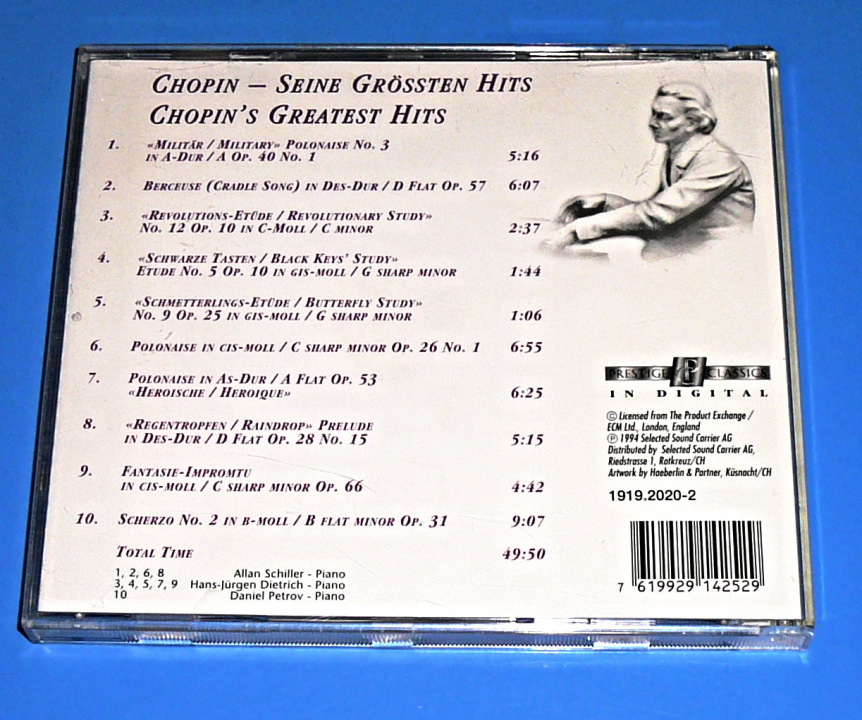 Chopin – Seine Grössten Hits
Chopin's Greatest Hits
1. «Militär / Military» Polonaise No. 3
in A-Dur / A Op. 40 No. 1 5:16
2. Berceuse (Cradle Song) in Des-Dur / D Flat Op. 57 6:07
3. «Revolutions-Etüde / Revolutionary Study»
No. 12 Op. 10 in C-Moll / C minor 2:37
4. «Schwarze Tasten / Black Keys' Study»
Etude No. 5 Op. 10 in gis-moll / G sharp minor 1:44
5. «Schmetterlings-Etüde / Butterfly Study»
No. 9 Op. 25 in gis-moll / G sharp minor 1:06
6. Polonaise in cis-moll / C sharp minor Op. 26 No. 1 6:55
7. Polonaise in As-Dur / A Flat Op. 53
«Heroische / Heroique» 6:25
8. «Regentropfen / Raindrop» Prelude
in Des-Dur / D Flat Op. 28 No. 15 5:15
9. Fantasie-Impromtu
in cis-moll / C sharp minor Op. 66 4:42
10. Scherzo No. 2 in b-moll / B flat minor Op. 31 9:07
Total Time 49:50
1, 2, 6, 8 Allan Schiller - Piano
3, 4, 5, 7, 9 Hans-Jürgen Dietrich - Piano
10 Daniel Petrov - Piano
PRESTIGE PC CLASSICS
IN DIGITAL
© Licensed from The Product Exchange /
ECM Ltd., London, England
℗ 1994 Selected Sound Carrier AG
Distributed by Selected Sound Carrier AG,
Riedstrasse 1, Rotkreuz/CH
Artwork by Haeberlin & Partner, Küsnacht/CH
1919.2020-2
7 619929 142529